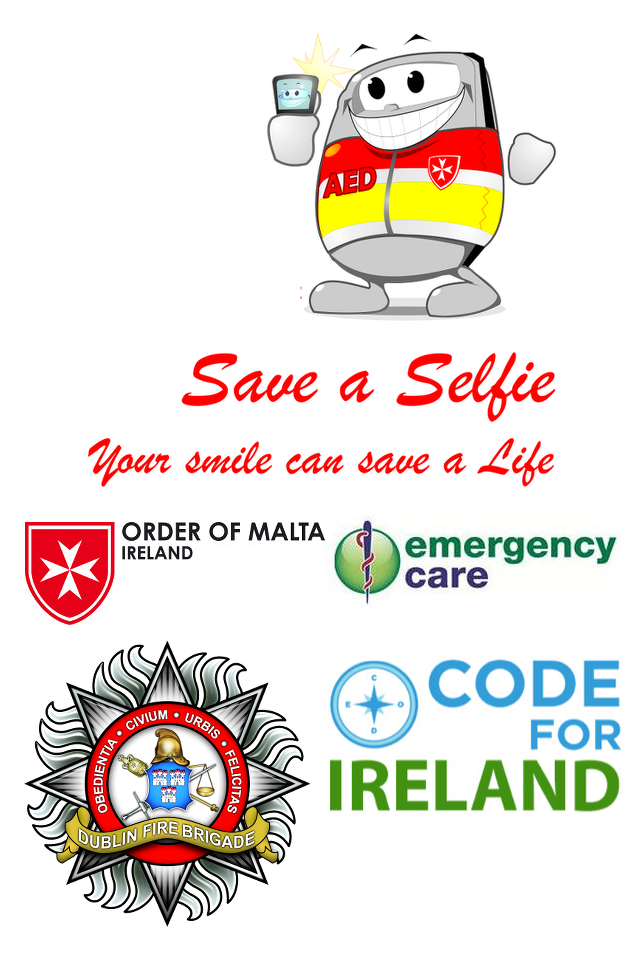 AED
Save a Selfie
Your smile can save a Life
ORDER OF MALTA
IRELAND
emergency
care
OBEDIENTIA • CIVIUM • URBIS • FELICITAS
DUBLIN FIRE BRIGADE
C
O
E
D
CODE
FOR
IRELAND